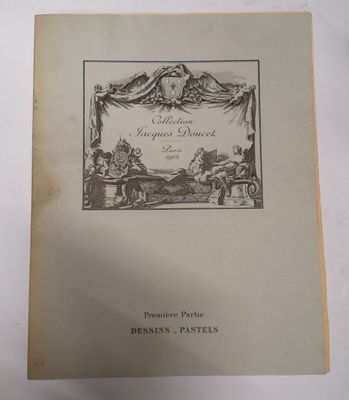 Collection
Jacques Doucet
Paris
1912
Première Partie
DESSINS - PASTELS